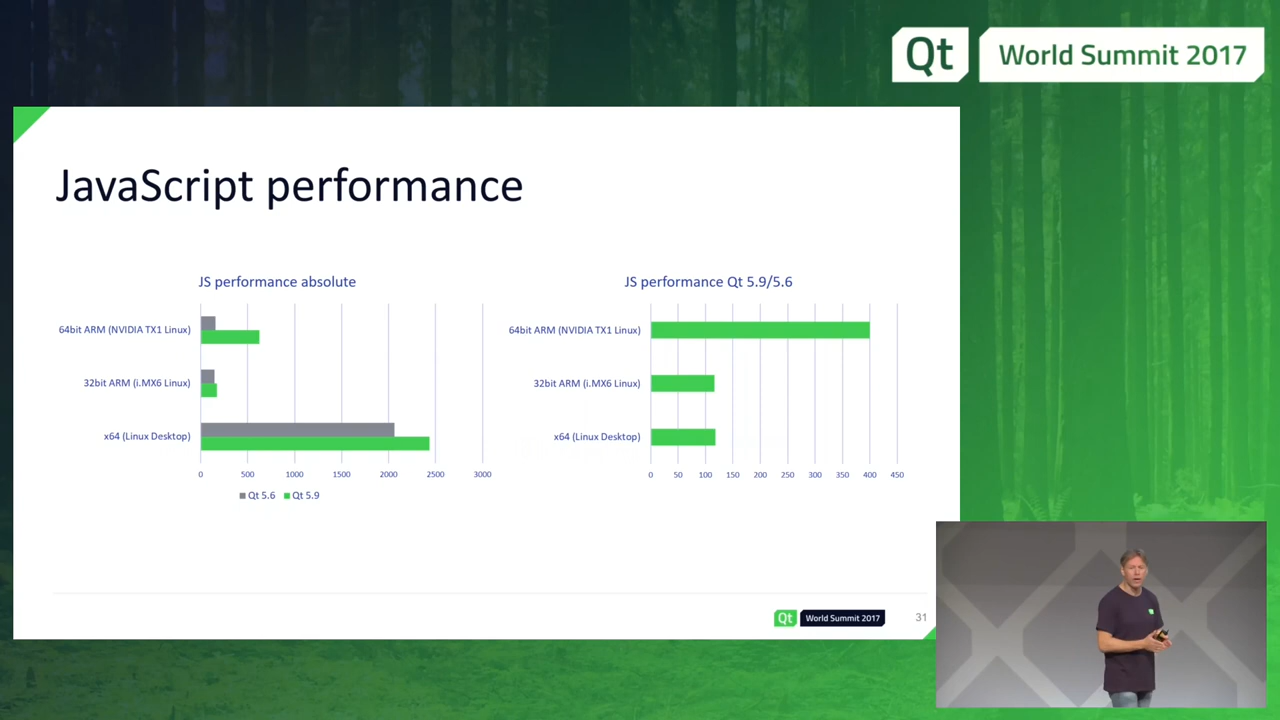 Qt World Summit 2017
JavaScript performance
JS performance absolute
64bit ARM (NVIDIA TX1 Linux)
32bit ARM (i.MX6 Linux)
x64 (Linux Desktop)
0 500 1000 1500 2000 2500 3000
Qt 5.6 Qt 5.9
JS performance Qt 5.9/5.6
64bit ARM (NVIDIA TX1 Linux)
32bit ARM (i.MX6 Linux)
x64 (Linux Desktop)
0 50 100 150 200 250 300 350 400 450
Qt World Summit 2017 31